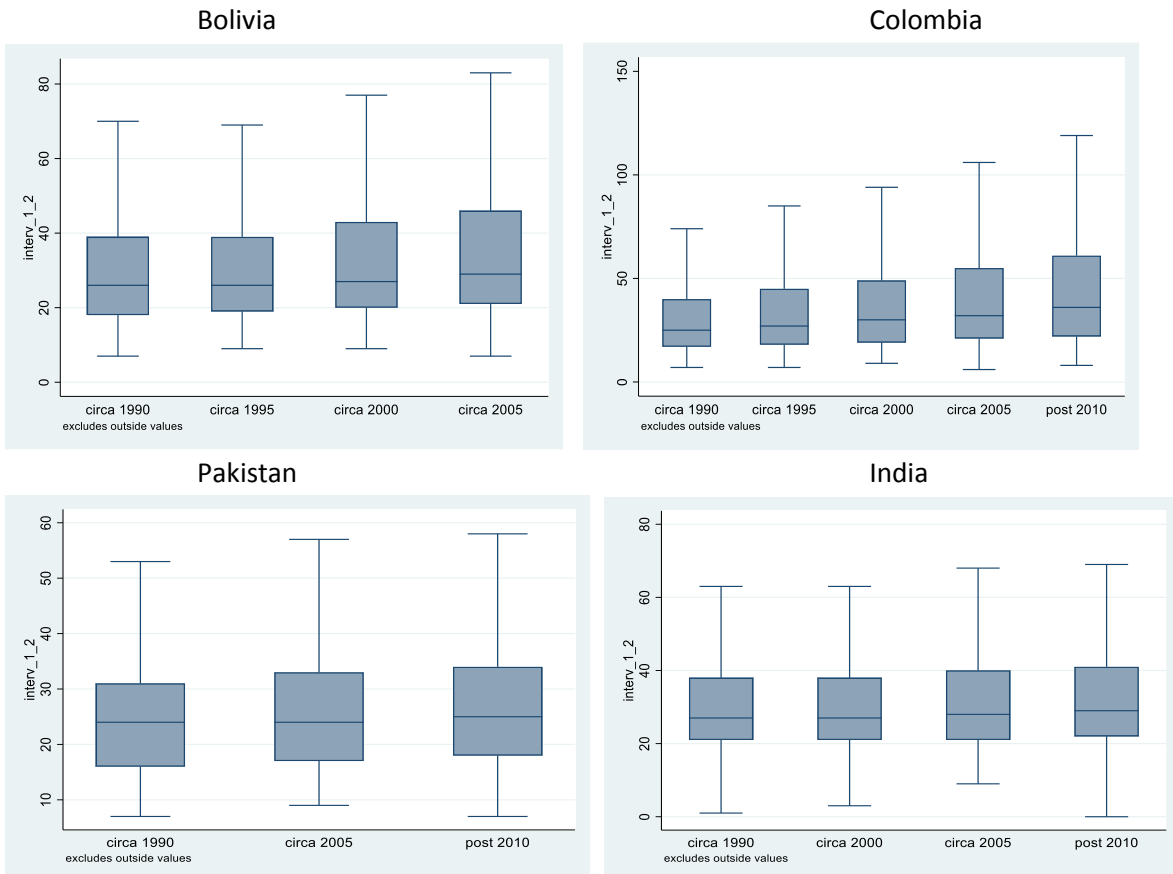 Bolivia
interv_1_2
80
60
40
20
0
circa 1990 circa 1995 circa 2000 circa 2005
excludes outside values
Colombia
interv_1_2
150
100
50
0
circa 1990 circa 1995 circa 2000 circa 2005 post 2010
excludes outside values
Pakistan
interv_1_2
60
50
40
30
20
10
circa 1990 circa 2005 post 2010
excludes outside values
India
interv_1_2
80
60
40
20
0
circa 1990 circa 2000 circa 2005 post 2010
excludes outside values